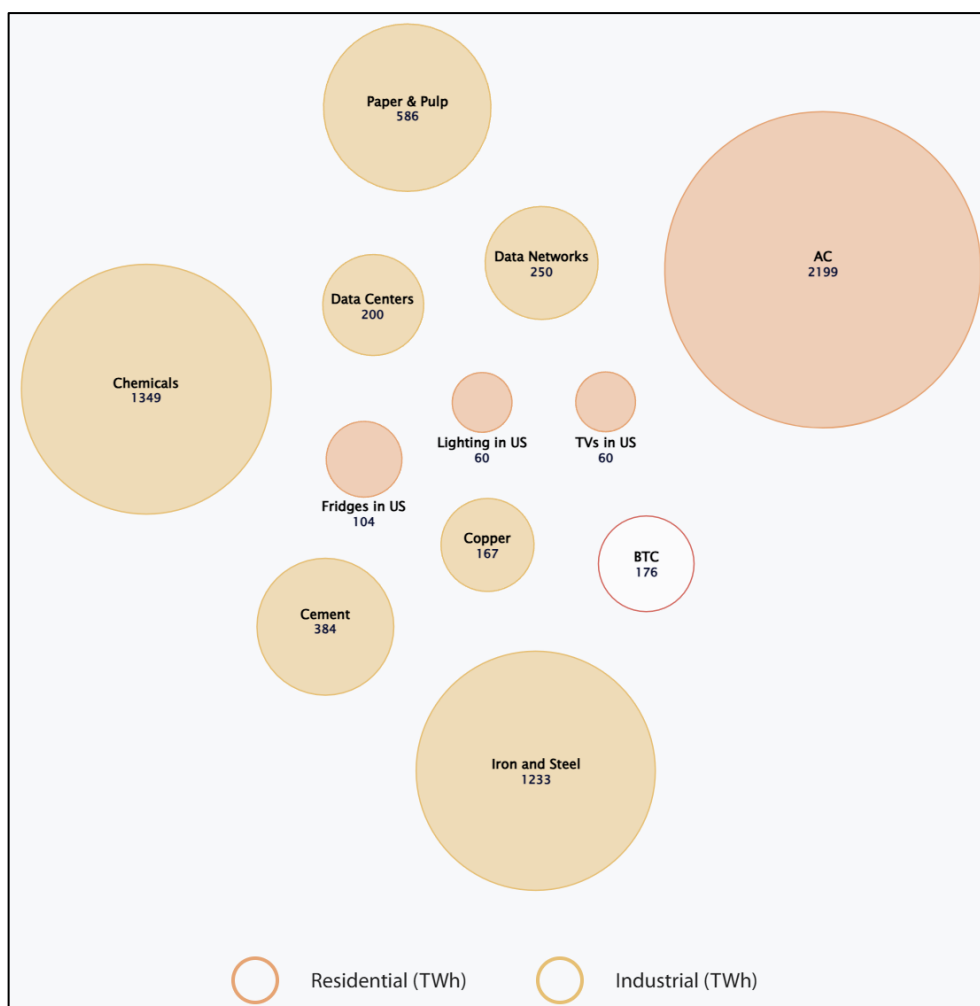 Paper & Pulp
586
Data Networks
250
AC
2199
Data Centers
200
Chemicals
1349
Lighting in US
60
TVs in US
60
Fridges in US
104
Copper
167
BTC
176
Cement
384
Iron and Steel
1233
Residential (TWh)
Industrial (TWh)